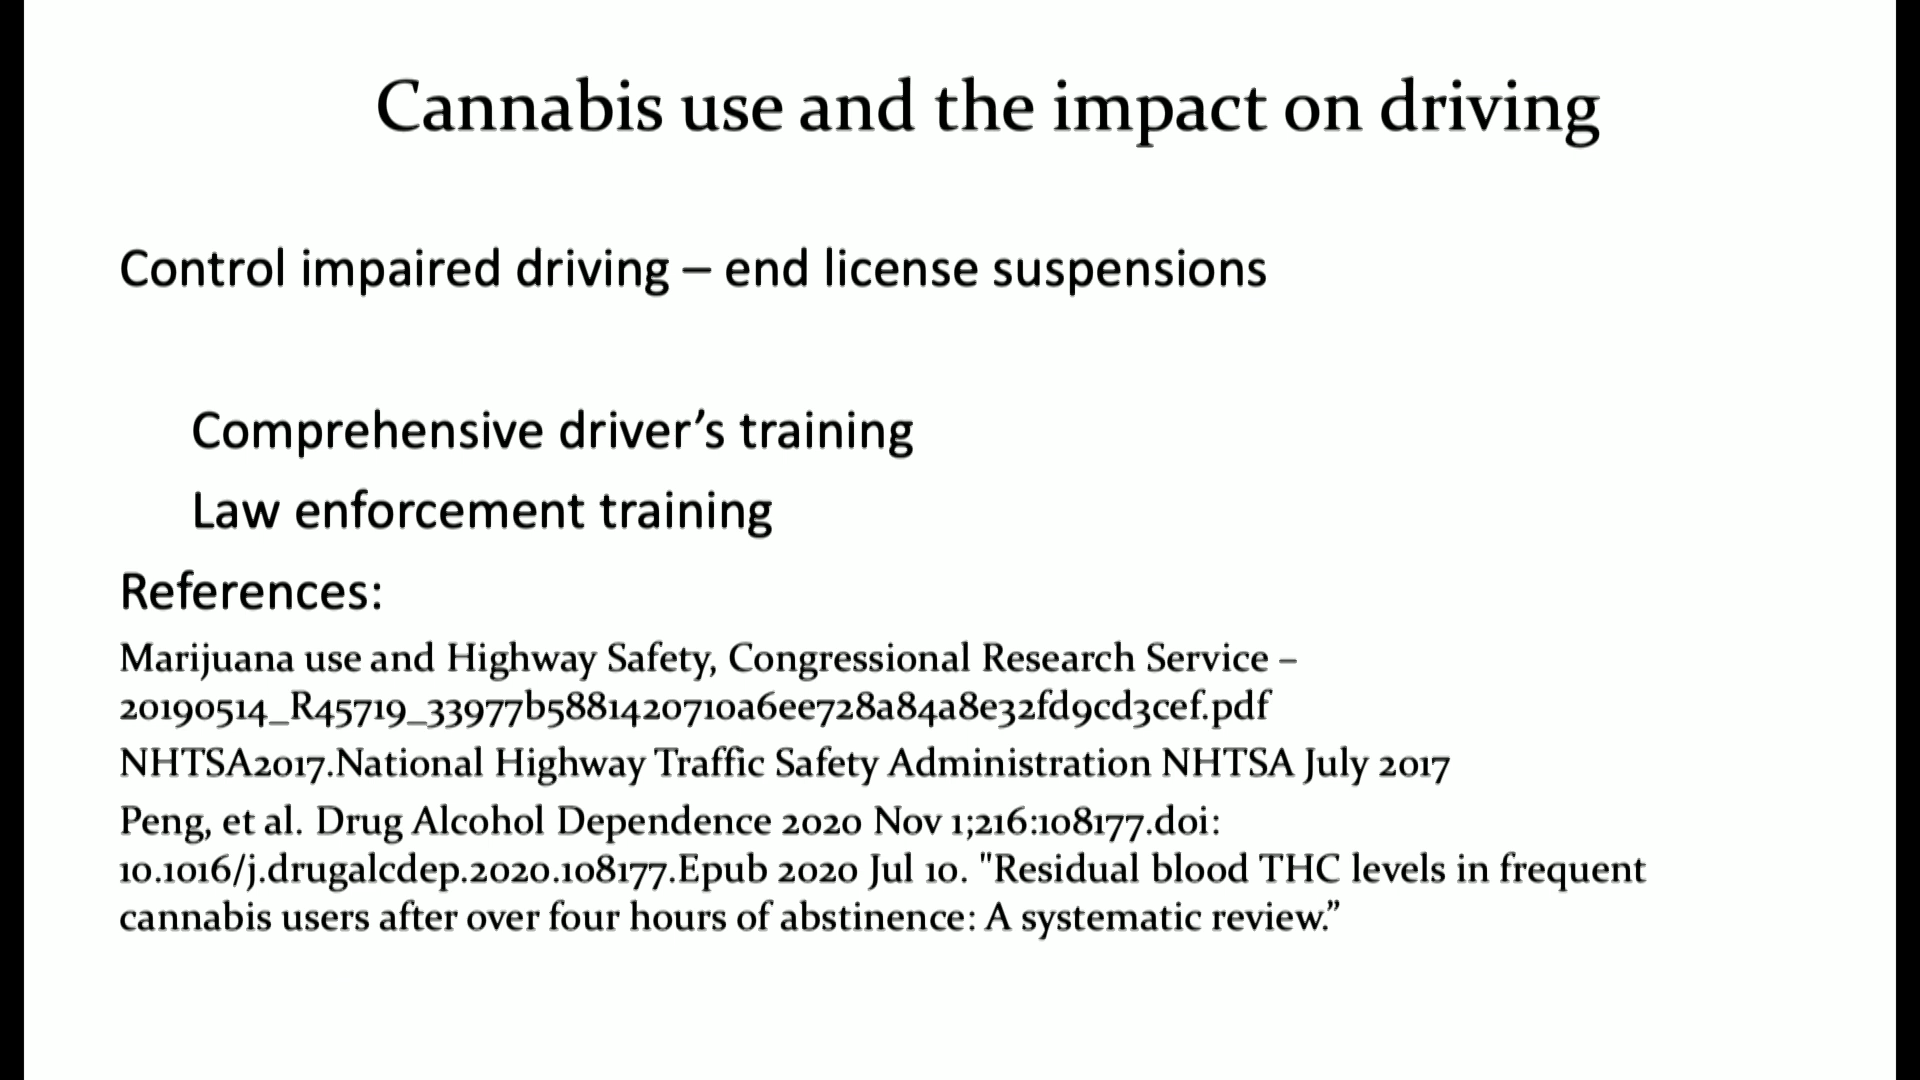 Cannabis use and the impact on driving
Control impaired driving – end license suspensions
Comprehensive driver’s training
Law enforcement training
References:
Marijuana use and Highway Safety, Congressional Research Service –
20190514_R45719_33977b5881420710a6ee728a84a8e32fd9cd3cef.pdf
NHTSA2017.National Highway Traffic Safety Administration NHTSA July 2017
Peng, et al. Drug Alcohol Dependence 2020 Nov 1;216:108177.doi:
10.1016/j.drugalcdep.2020.108177.Epub 2020 Jul 10. "Residual blood THC levels in frequent
cannabis users after over four hours of abstinence: A systematic review.”